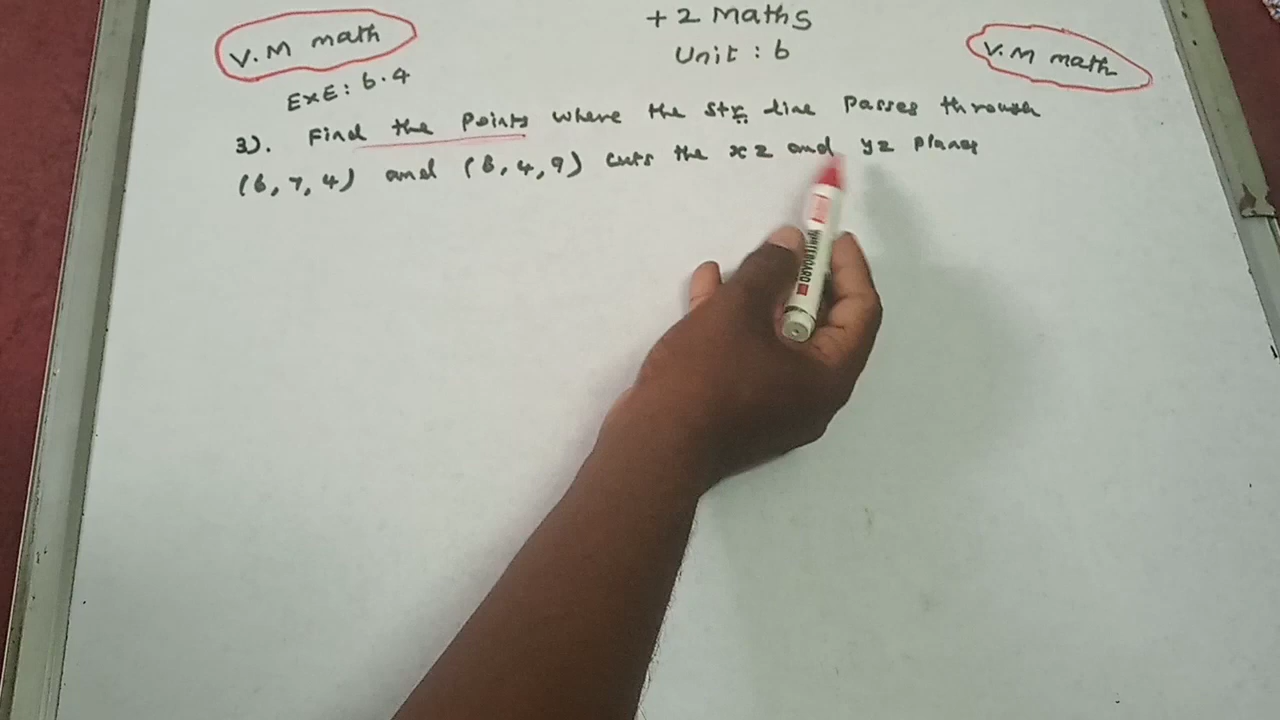 +2 Maths
V.M math
Unit : 6
V.M math
EXE: 6.4
3). Find the Points where the str. line Passes through
(6, 7, 4) and (8, 4, 9) cuts the xz and yz planes
WHITEBOARD